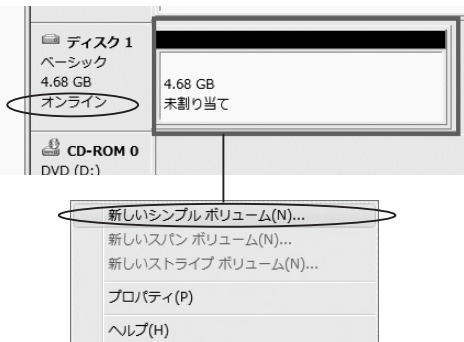 ディスク 1
ベーシック
4.68 GB
オンライン
4.68 GB
未割り当て
CD-ROM 0
DVD (D:)
新しいシンプル ボリューム(N)...
新しいスパン ボリューム(N)...
新しいストライプ ボリューム(N)...
プロパティ(P)
ヘルプ(H)